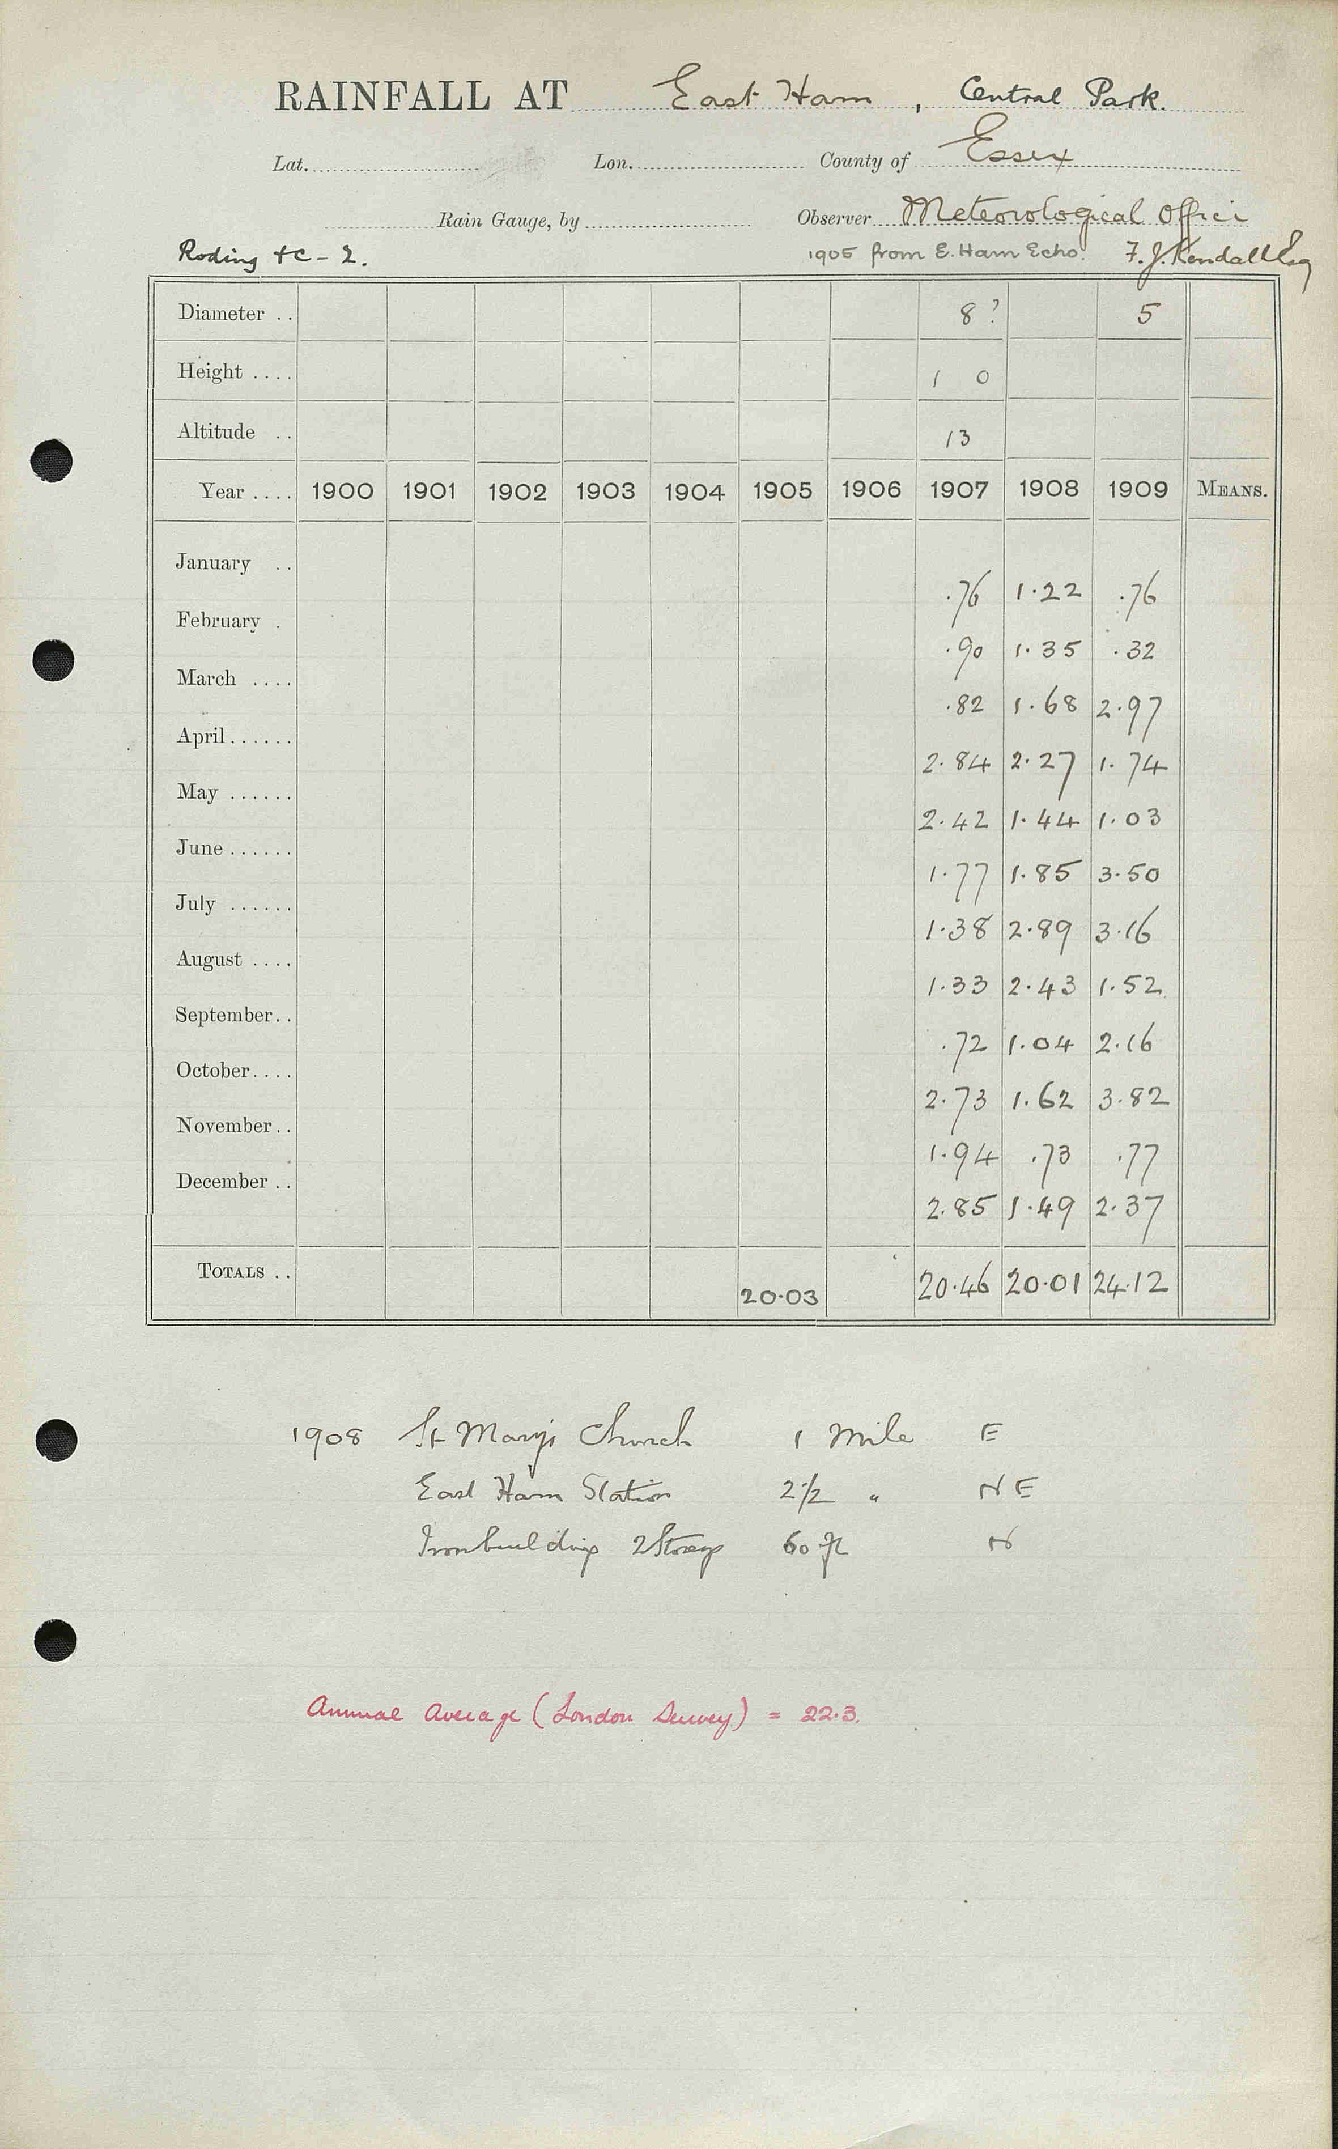 RAINFALL AT East Ham, Central Park.
Lat. Lon. County of Essex
Rain Gauge, by Observer Meteorological Office
Roding &c - 2. 1905 from E. Ham Echo. F. J. Kendall Esq
Diameter .. 8? 5
Height .... 1 0
Altitude .. 13
Year .... 1900 1901 1902 1903 1904 1905 1906 1907 1908 1909 MEANS.
January .. .76 1.22 .76
February . .90 1.35 .32
March .... .82 1.68 2.97
April...... 2.84 2.27 1.74
May ...... 2.42 1.44 1.03
June ...... 1.77 1.85 3.50
July ...... 1.38 2.89 3.16
August .... 1.33 2.43 1.52
September.. .72 1.04 2.16
October.... 2.73 1.62 3.82
November.. 1.94 .73 .77
December .. 2.85 1.49 2.37
TOTALS .. 20.03 20.46 20.01 24.12
1908 St Mary's Church 1 Mile E
East Ham Station 2 1/2 " NE
Iron building 2 Storeys 60 ft N
Annual Average (London Survey) = 22.3.